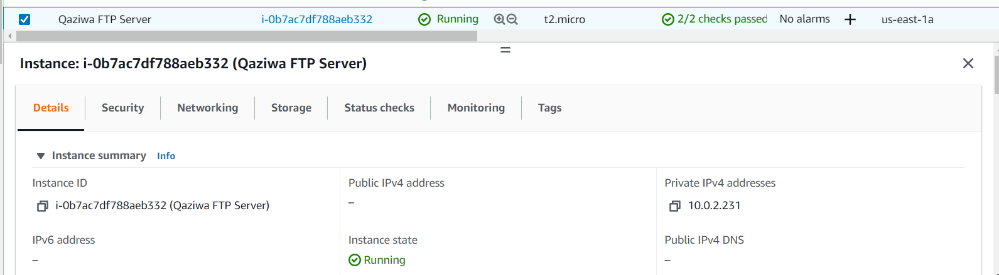 Qaziwa FTP Server i-0b7ac7df788aeb332 Running t2.micro 2/2 checks passed No alarms + us-east-1a
Instance: i-0b7ac7df788aeb332 (Qaziwa FTP Server)
Details Security Networking Storage Status checks Monitoring Tags
Instance summary Info
Instance ID Public IPv4 address Private IPv4 addresses
i-0b7ac7df788aeb332 (Qaziwa FTP Server) – 10.0.2.231
IPv6 address Instance state Public IPv4 DNS
– Running –